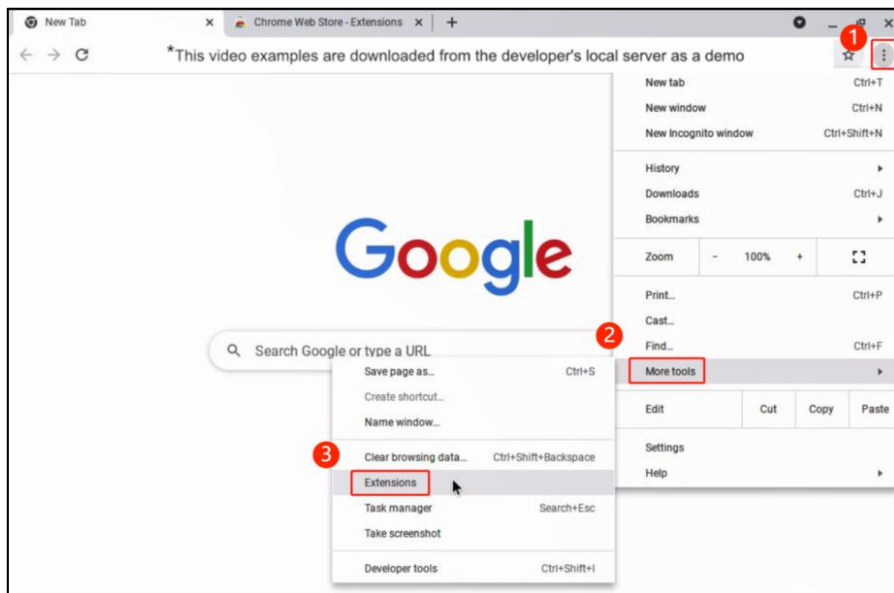 New Tab
Chrome Web Store - Extensions
1
*This video examples are downloaded from the developer's local server as a demo
New tab Ctrl+T
New window Ctrl+N
New Incognito window Ctrl+Shift+N
History
Downloads Ctrl+J
Bookmarks
Zoom - 100% +
Google
Print... Ctrl+P
Cast...
2
Find... Ctrl+F
Search Google or type a URL
More tools
Save page as... Ctrl+S
Create shortcut...
Name window...
Edit Cut Copy Paste
Settings
Help
3
Clear browsing data... Ctrl+Shift+Backspace
Extensions
Task manager Search+Esc
Take screenshot
Developer tools Ctrl+Shift+I